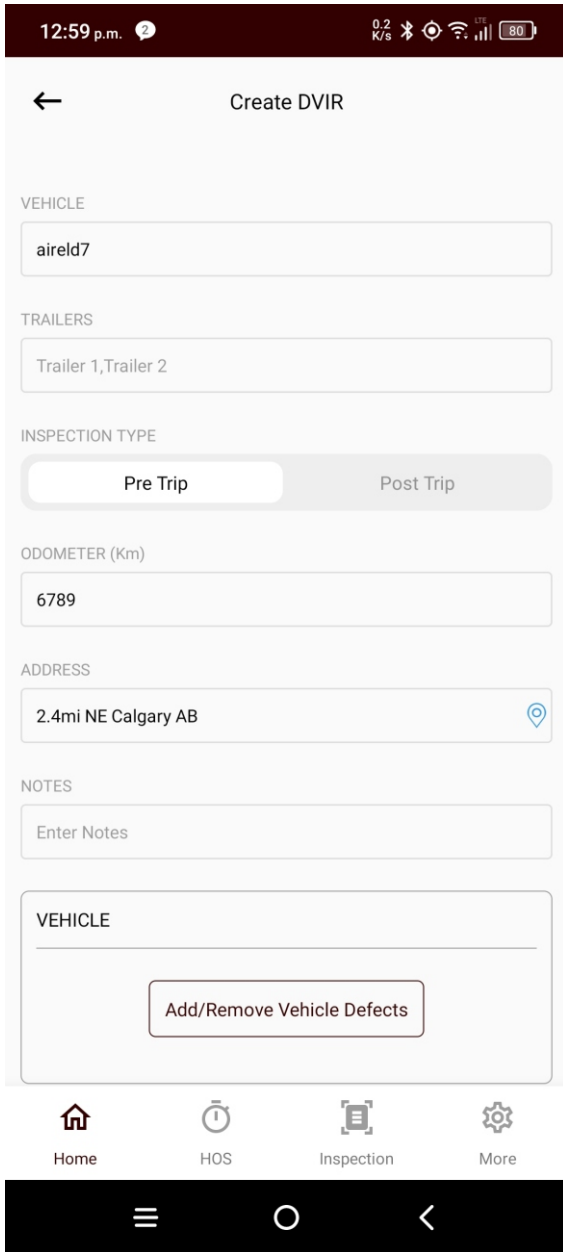 12:59 p.m. 2 0.2 K/s LTE 80
Create DVIR
VEHICLE
aireld7
TRAILERS
Trailer 1,Trailer 2
INSPECTION TYPE
Pre Trip Post Trip
ODOMETER (Km)
6789
ADDRESS
2.4mi NE Calgary AB
NOTES
Enter Notes
VEHICLE
Add/Remove Vehicle Defects
Home HOS Inspection More